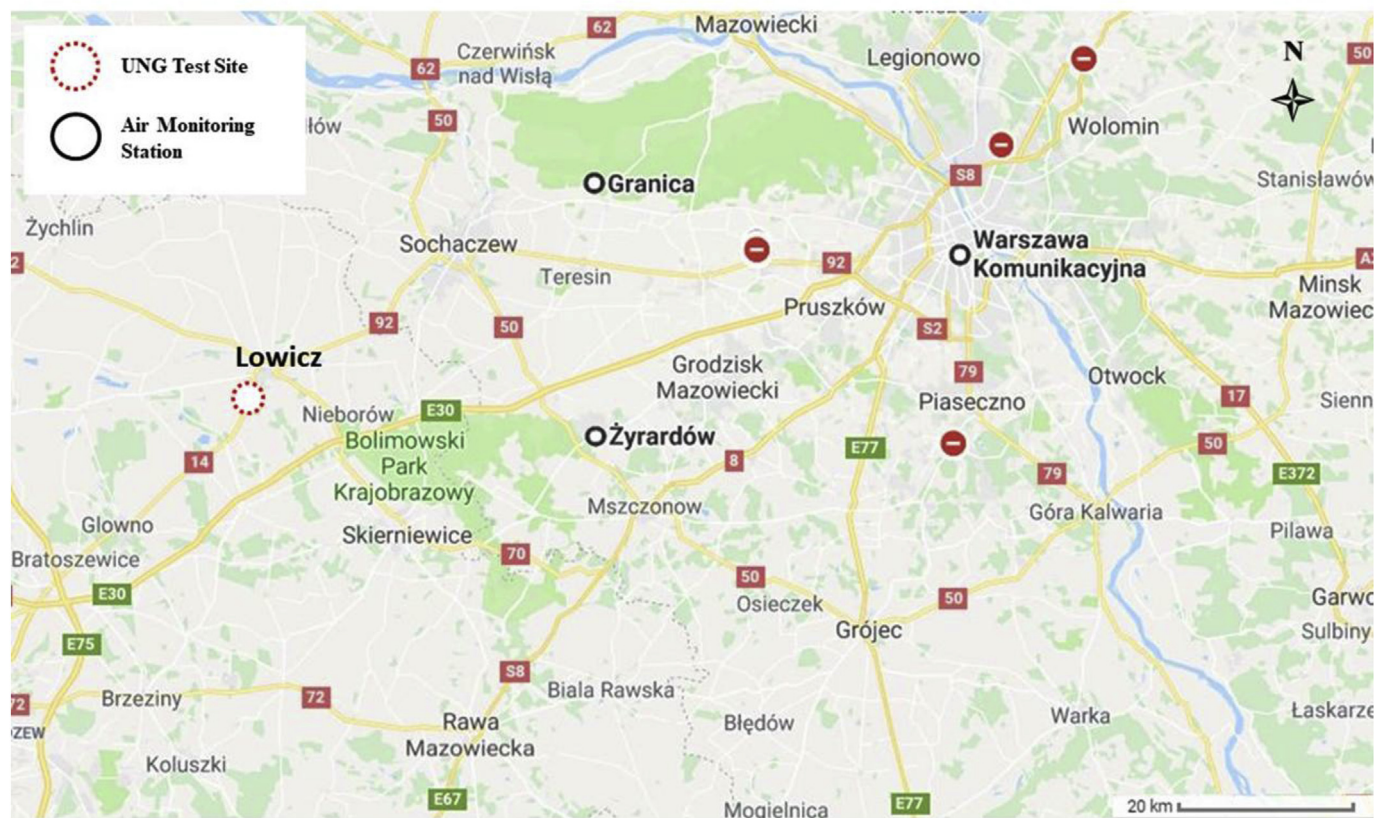 UNG Test Site
Air Monitoring
Station
62
Mazowiecki
Czerwińsk
nad Wisłą
62
Legionowo
N
50
50
Wolomin
Granica
S8
Stanisławów
Żychlin
Sochaczew
Teresin
92
Warszawa
Komunikacyjna
Minsk
Mazowiec
Pruszków
92
50
S2
Lowicz
Grodzisk
Mazowiecki
79
Otwock
17
Piaseczno
Nieborów
E30
Bolimowski
Park
Krajobrazowy
Żyrardów
E77
50
14
8
79
E372
Mszczonow
Góra Kalwaria
Glowno
Skierniewice
Pilawa
Bratoszewice
70
E30
50
Osieczek
50
Garwo
Grójec
Sulbiny
E75
S8
Brzeziny
72
Biala Rawska
72
Rawa
Mazowiecka
Błędów
Warka
Łaskarze
Koluszki
E67
E77
Mogielnica
20 km